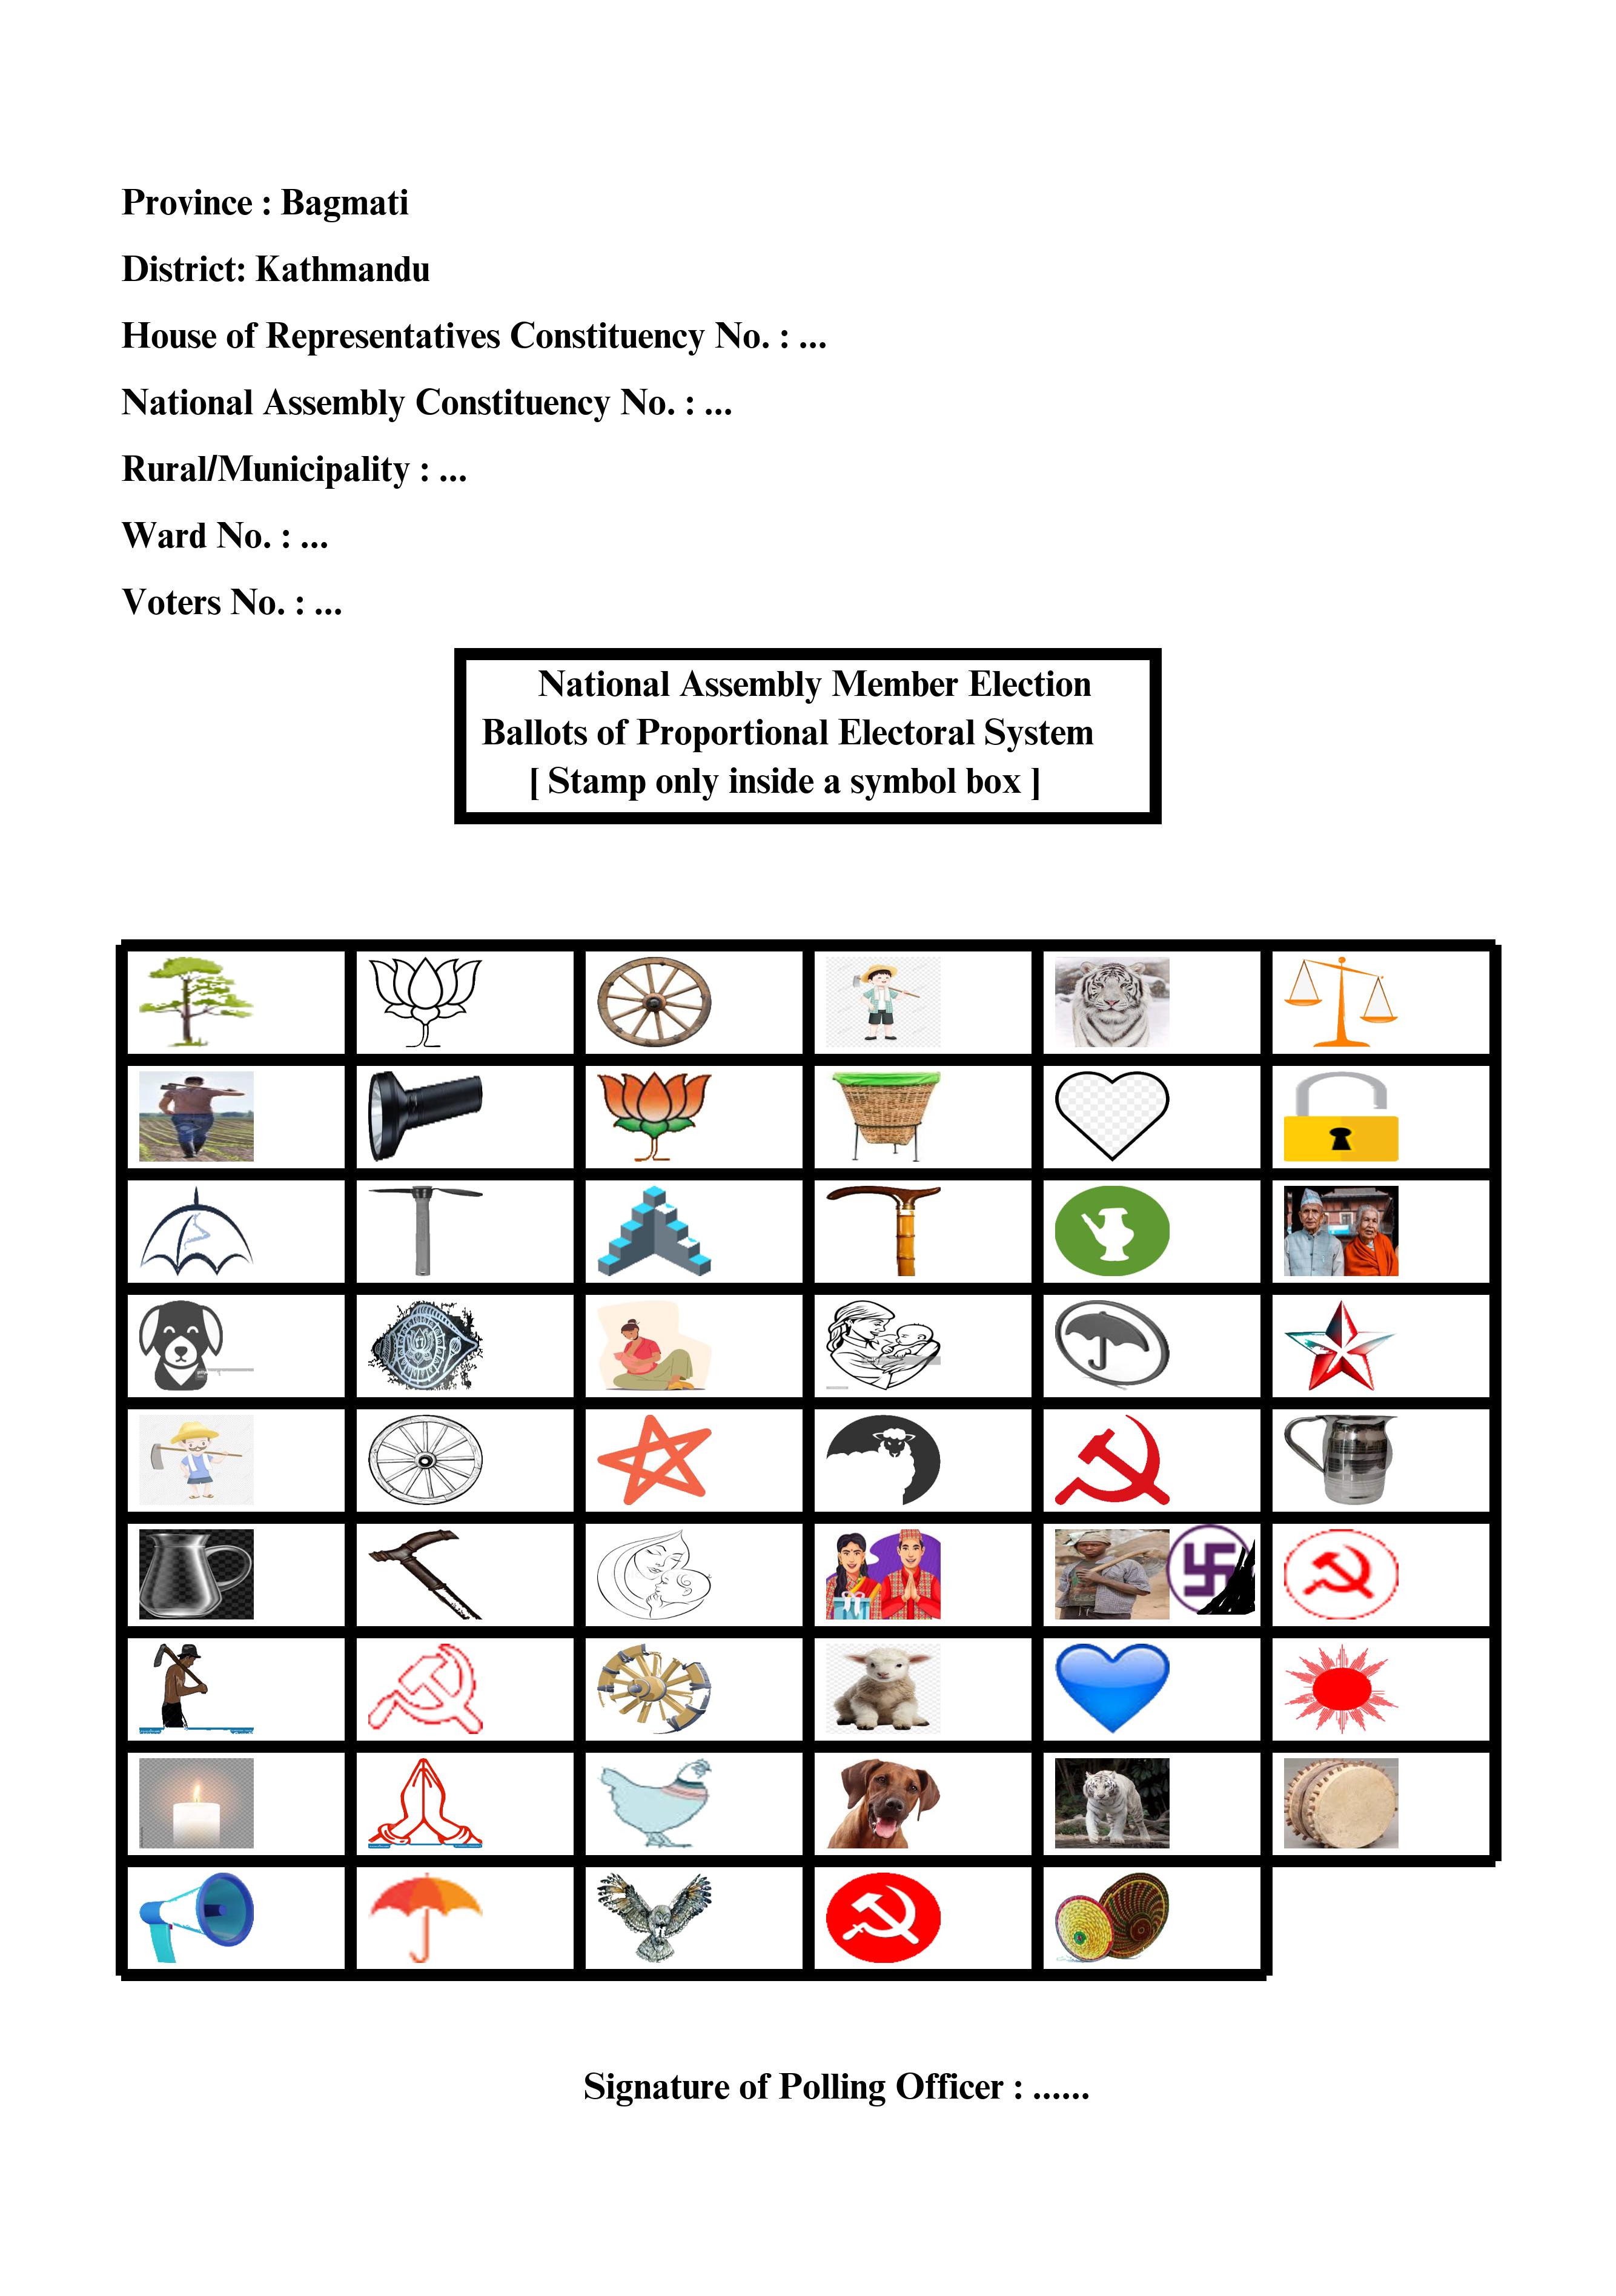 Province : Bagmati
District: Kathmandu
House of Representatives Constituency No. : ...
National Assembly Constituency No. : ...
Rural/Municipality : ...
Ward No. : ...
Voters No. : ...
National Assembly Member Election
Ballots of Proportional Electoral System
[ Stamp only inside a symbol box ]
Signature of Polling Officer : ......